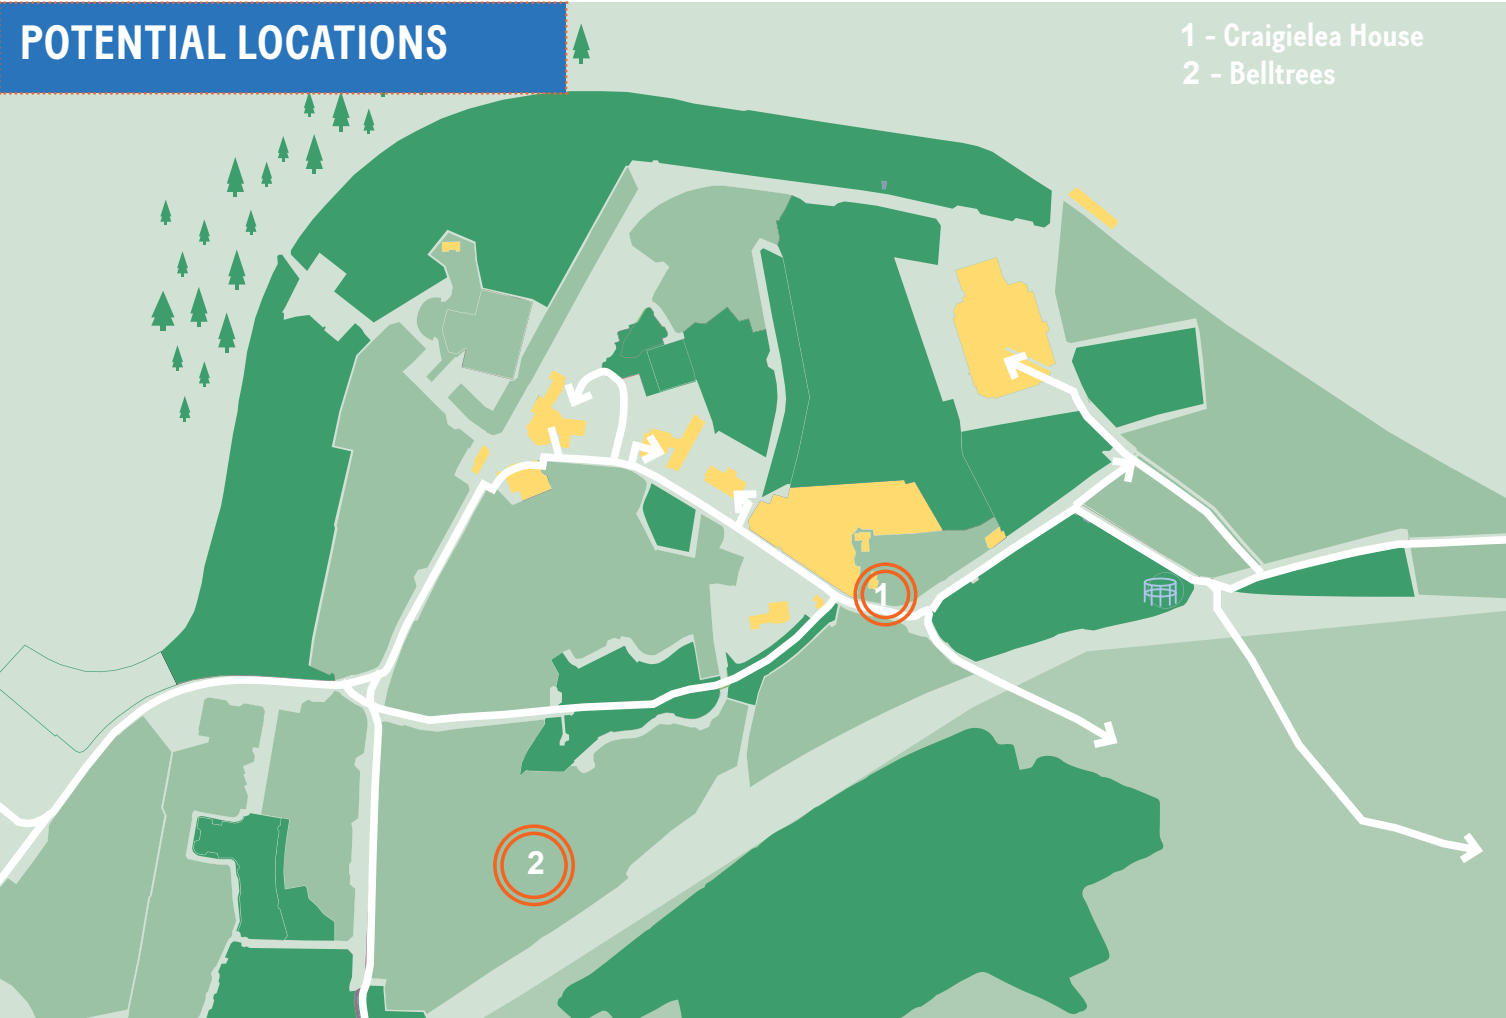 POTENTIAL LOCATIONS
1 - Craigielea House
2 - Belltrees
1
2